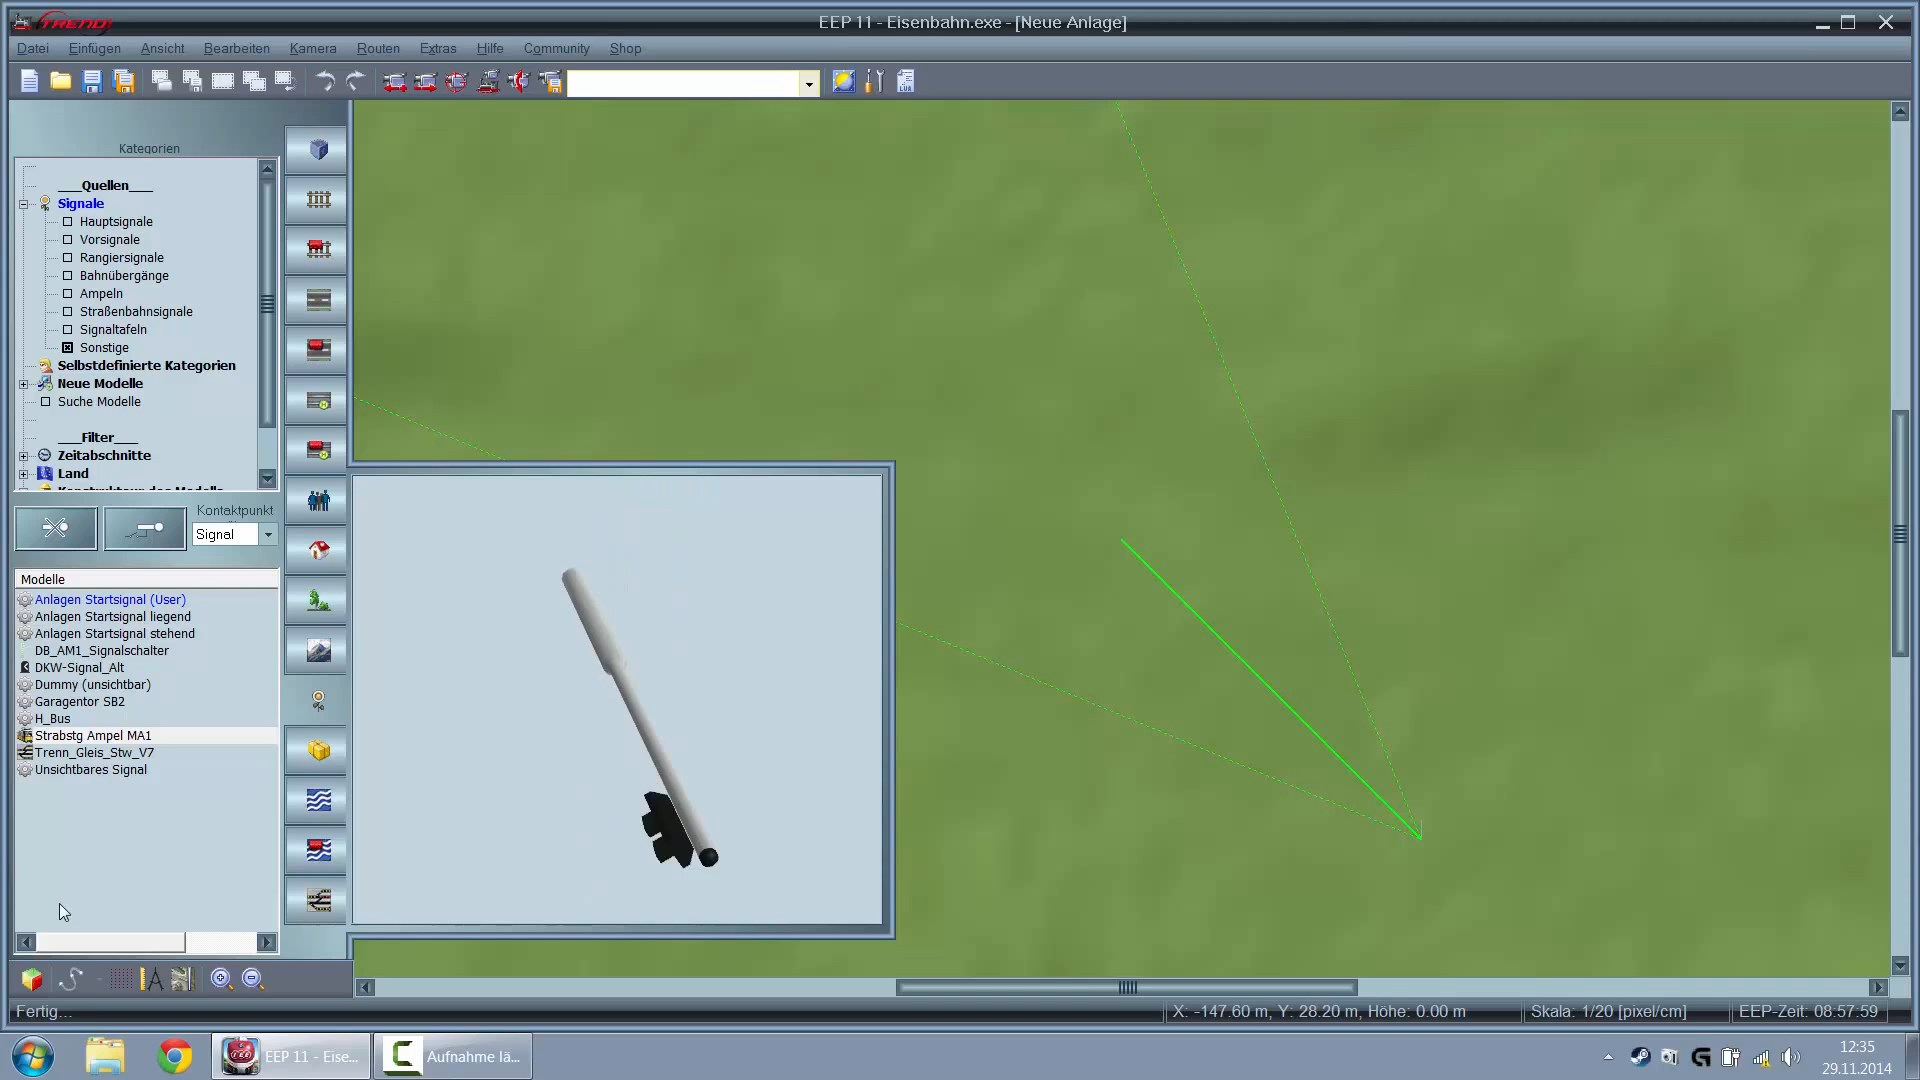 TREND
EEP 11 - Eisenbahn.exe - [Neue Anlage]
Datei Einfügen Ansicht Bearbeiten Kamera Routen Extras Hilfe Community Shop
LUA
Kategorien
___Quellen___
Signale
Hauptsignale
Vorsignale
Rangiersignale
Bahnübergänge
Ampeln
Straßenbahnsignale
Signaltafeln
Sonstige
Selbstdefinierte Kategorien
Neue Modelle
Suche Modelle
___Filter___
Zeitabschnitte
Land
Kontaktpunkt
Signal
Modelle
Anlagen Startsignal (User)
Anlagen Startsignal liegend
Anlagen Startsignal stehend
DB_AM1_Signalschalter
DKW-Signal_Alt
Dummy (unsichtbar)
Garagentor SB2
H_Bus
Strabstg Ampel MA1
Trenn_Gleis_Stw_V7
Unsichtbares Signal
Fertig...
X: -147.60 m, Y: 28.20 m, Höhe: 0.00 m
Skala: 1/20 [pixel/cm]
EEP-Zeit: 08:57:59
EEP 11 - Eise...
Aufnahme lä...
12:35
29.11.2014